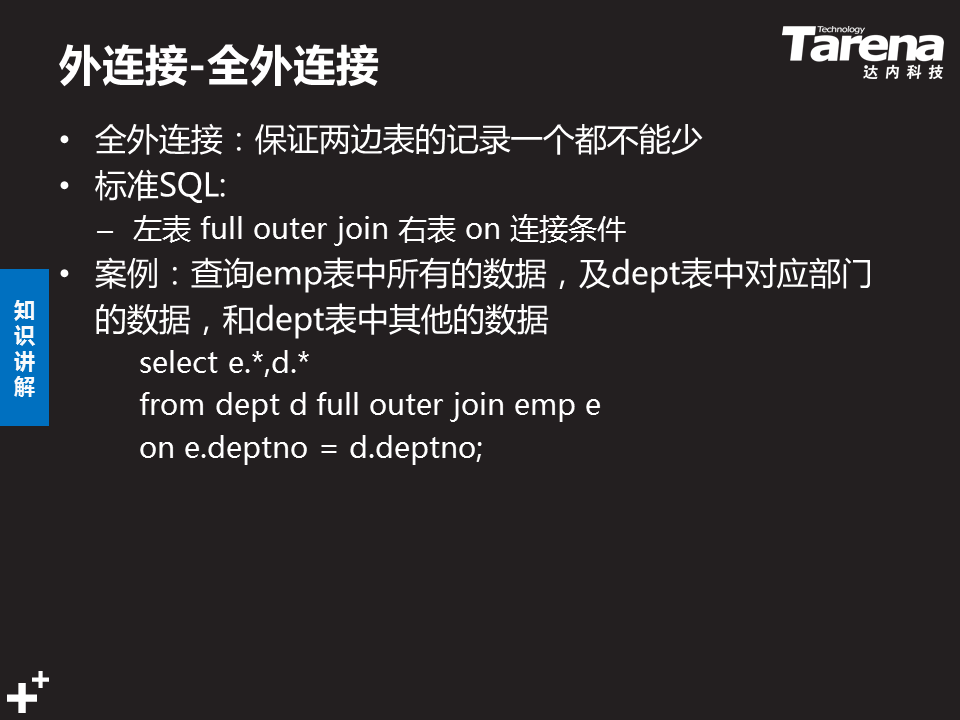 外连接-全外连接
Technology
Tarena
达内科技
• 全外连接：保证两边表的记录一个都不能少
• 标准SQL:
– 左表 full outer join 右表 on 连接条件
• 案例：查询emp表中所有的数据，及dept表中对应部门
的数据，和dept表中其他的数据
select e.*,d.*
from dept d full outer join emp e
on e.deptno = d.deptno;
知
识
讲
解